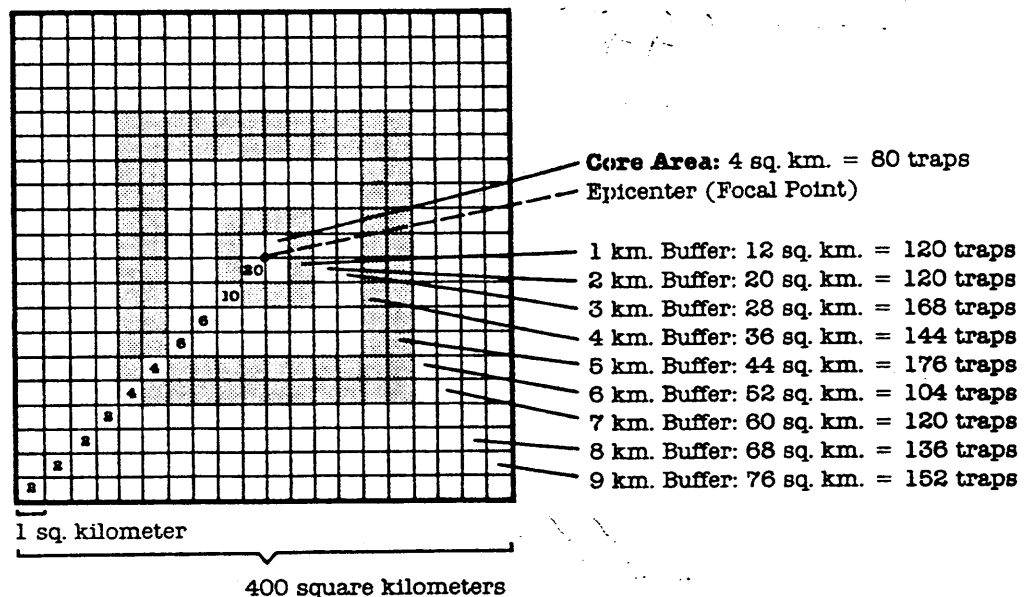 Core Area: 4 sq. km. = 80 traps
Epicenter (Focal Point)
1 km. Buffer: 12 sq. km. = 120 traps
2 km. Buffer: 20 sq. km. = 120 traps
3 km. Buffer: 28 sq. km. = 168 traps
4 km. Buffer: 36 sq. km. = 144 traps
5 km. Buffer: 44 sq. km. = 176 traps
6 km. Buffer: 52 sq. km. = 104 traps
7 km. Buffer: 60 sq. km. = 120 traps
8 km. Buffer: 68 sq. km. = 136 traps
9 km. Buffer: 76 sq. km. = 152 traps
20
10
6
6
4
4
2
2
2
2
1 sq. kilometer
400 square kilometers